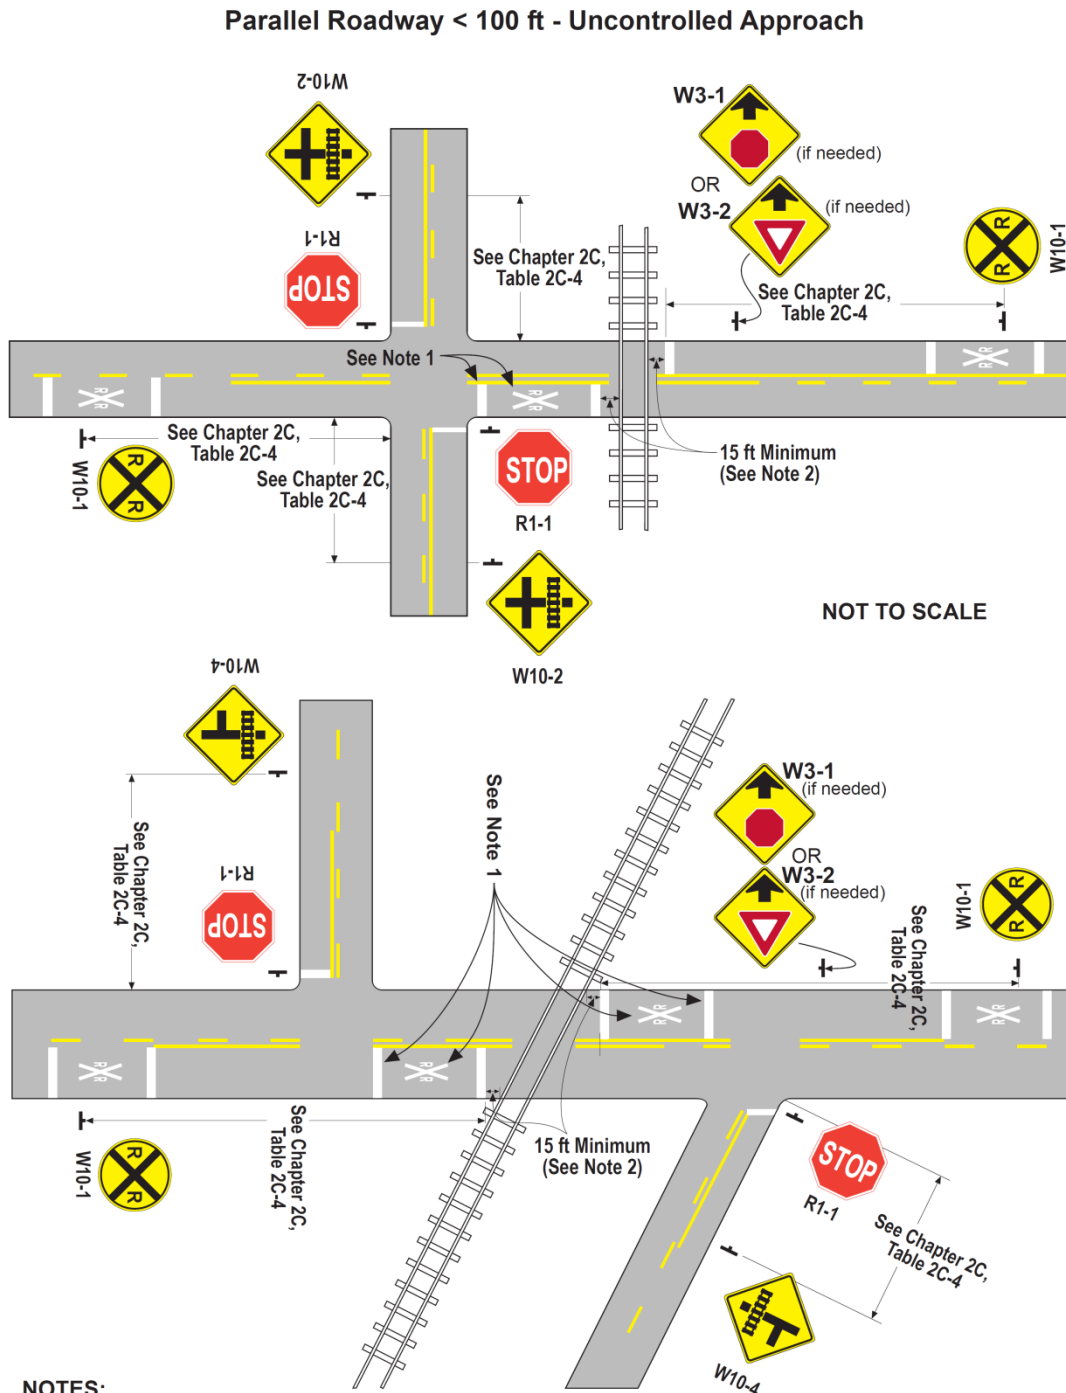 Parallel Roadway < 100 ft - Uncontrolled Approach
W10-2
W3-1
(if needed)
OR
W3-2
(if needed)
R R
W10-1
R1-1
STOP
See Chapter 2C,
Table 2C-4
See Chapter 2C,
Table 2C-4
See Note 1
R R
R R
R R
See Chapter 2C,
Table 2C-4
See Chapter 2C,
Table 2C-4
W10-1
R R
STOP
R1-1
15 ft Minimum
(See Note 2)
W10-2
NOT TO SCALE
W10-4
W3-1
(if needed)
OR
W3-2
(if needed)
See Note 1
See Chapter 2C,
Table 2C-4
R1-1
STOP
W10-1
R R
See Chapter 2C,
Table 2C-4
R R
R R
R R
R R
See Chapter 2C,
Table 2C-4
W10-1
R R
15 ft Minimum
(See Note 2)
STOP
R1-1
See Chapter 2C,
Table 2C-4
W10-4
NOTES: